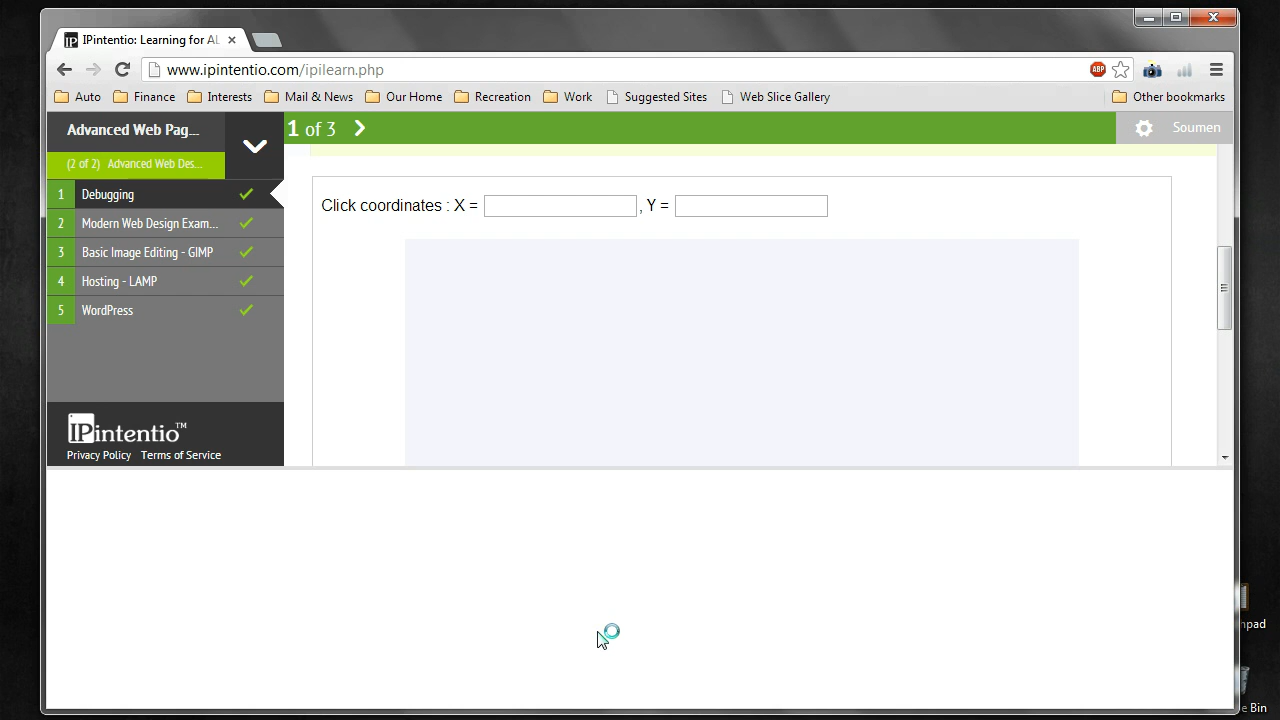 IPintentio: Learning for AL
www.ipintentio.com/ipilearn.php
ABP
Auto Finance Interests Mail & News Our Home Recreation Work Suggested Sites Web Slice Gallery Other bookmarks
Advanced Web Pag...
1 of 3
Soumen
(2 of 2) Advanced Web Des...
1 Debugging
2 Modern Web Design Exam...
3 Basic Image Editing - GIMP
4 Hosting - LAMP
5 WordPress
Click coordinates : X = , Y =
IPintentio™
Privacy Policy Terms of Service
Bin